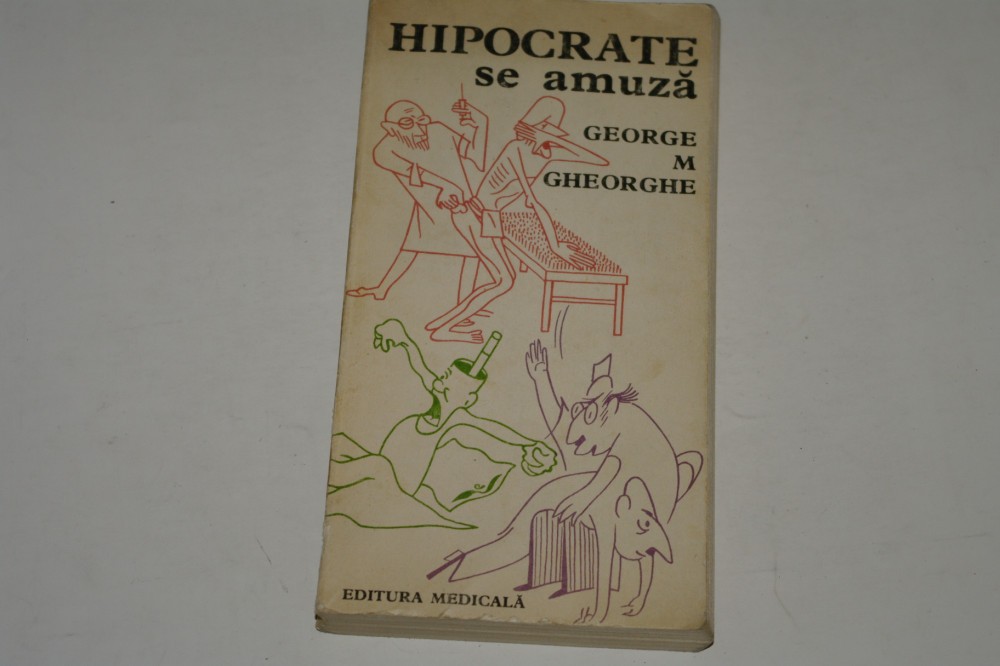 HIPOCRATE
se amuză
GEORGE
M
GHEORGHE
EDITURA MEDICALĂ